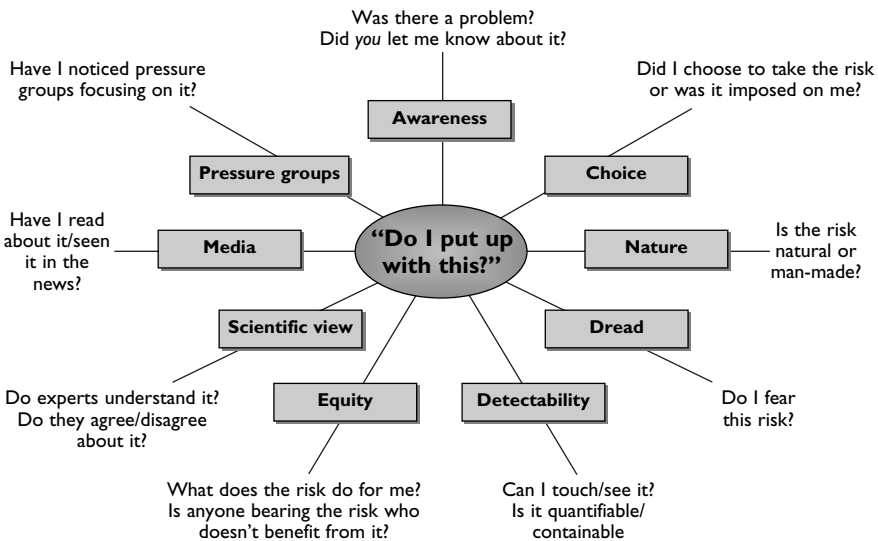 Was there a problem?
Did you let me know about it?
Awareness
Did I choose to take the risk
or was it imposed on me?
Choice
Is the risk
natural or
man-made?
Nature
Do I fear
this risk?
Dread
Can I touch/see it?
Is it quantifiable/
containable
Detectability
What does the risk do for me?
Is anyone bearing the risk who
doesn't benefit from it?
Equity
Do experts understand it?
Do they agree/disagree
about it?
Scientific view
Have I read
about it/seen
it in the
news?
Media
Have I noticed pressure
groups focusing on it?
Pressure groups
“Do I put up
with this?”